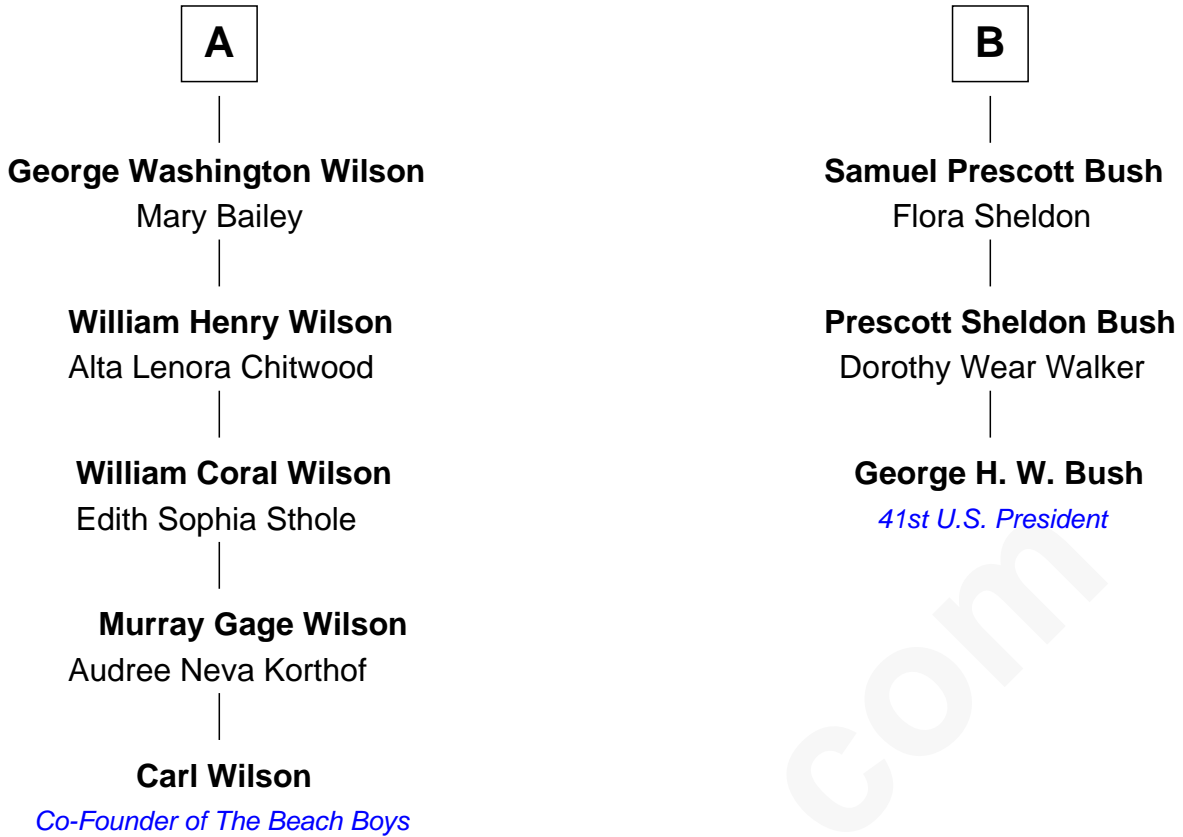 A
George Washington Wilson
Mary Bailey
William Henry Wilson
Alta Lenora Chitwood
William Coral Wilson
Edith Sophia Sthole
Murray Gage Wilson
Audree Neva Korthof
Carl Wilson
Co-Founder of The Beach Boys
B
Samuel Prescott Bush
Flora Sheldon
Prescott Sheldon Bush
Dorothy Wear Walker
George H. W. Bush
41st U.S. President
com